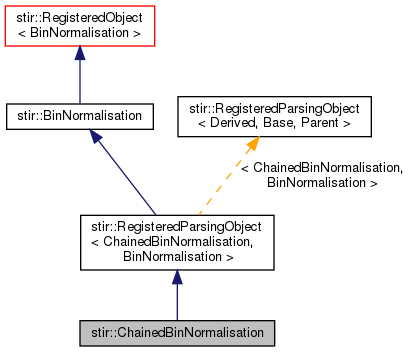 stir::RegisteredObject
< BinNormalisation >
stir::BinNormalisation
stir::RegisteredParsingObject
< Derived, Base, Parent >
< ChainedBinNormalisation,
BinNormalisation >
stir::RegisteredParsingObject
< ChainedBinNormalisation,
BinNormalisation >
stir::ChainedBinNormalisation